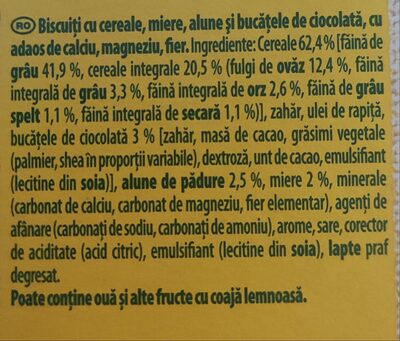 RO Biscuiți cu cereale, miere, alune și bucățele de ciocolată, cu
adaos de calciu, magneziu, fier. Ingrediente: Cereale 62,4 % [făină de
grâu 41,9 %, cereale integrale 20,5 % (fulgi de ovăz 12,4 %, făină
integrală de grâu 3,3 %, făină integrală de orz 2,6 %, făină de grâu
spelt 1,1 %, făină integrală de secară 1,1 %)], zahăr, ulei de rapiță,
bucățele de ciocolată 3 % [zahăr, masă de cacao, grăsimi vegetale
(palmier, shea în proporții variabile), dextroză, unt de cacao, emulsifiant
(lecitine din soia)], alune de pădure 2,5 %, miere 2 %, minerale
(carbonat de calciu, carbonat de magneziu, fier elementar), agenți de
afânare (carbonați de sodiu, carbonați de amoniu), arome, sare, corector
de aciditate (acid citric), emulsifiant (lecitine din soia), lapte praf
degresat.
Poate conține ouă și alte fructe cu coajă lemnoasă.